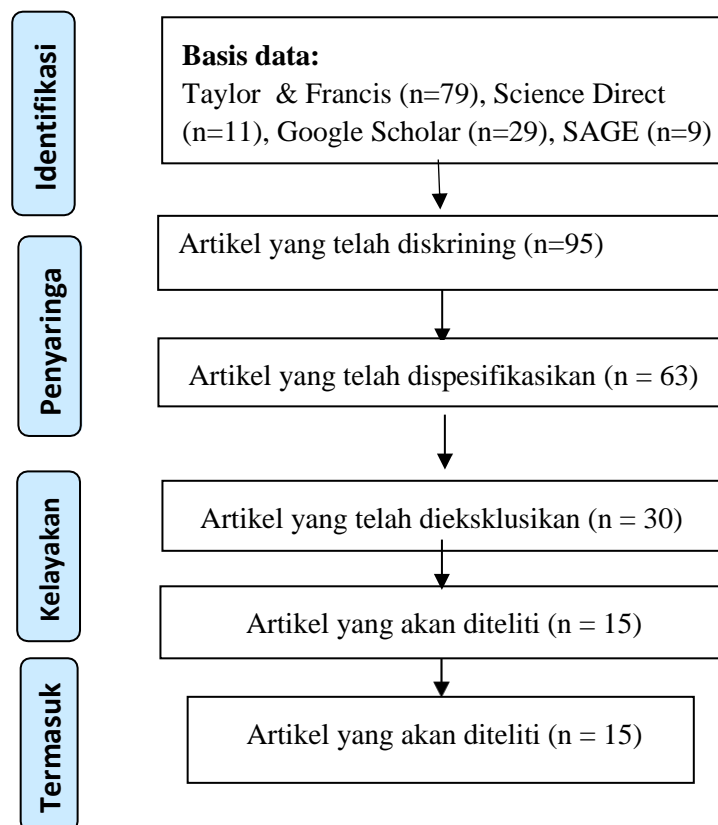 Identifikasi
Basis data:
Taylor & Francis (n=79), Science Direct
(n=11), Google Scholar (n=29), SAGE (n=9)
Penyaringa
Artikel yang telah diskrining (n=95)
Artikel yang telah dispesifikasikan (n = 63)
Kelayakan
Artikel yang telah dieksklusikan (n = 30)
Artikel yang akan diteliti (n = 15)
Termasuk
Artikel yang akan diteliti (n = 15)